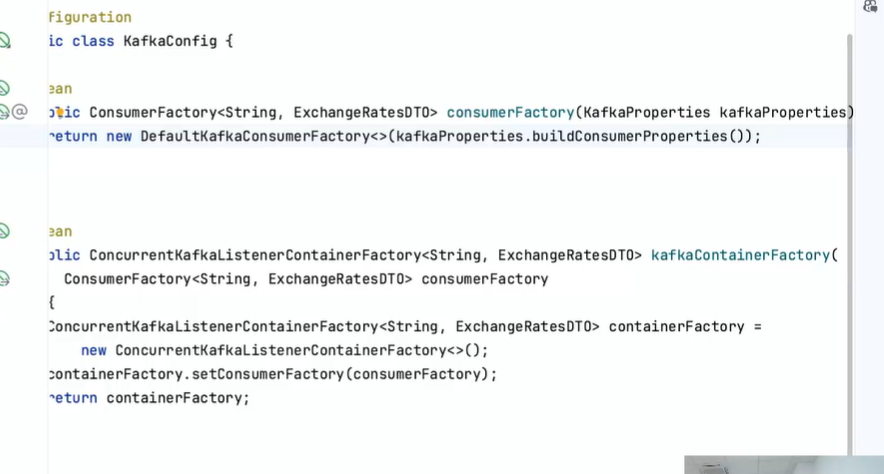 figuration
ic class KafkaConfig {
ean
blic ConsumerFactory<String, ExchangeRatesDTO> consumerFactory(KafkaProperties kafkaProperties)
return new DefaultKafkaConsumerFactory<>(kafkaProperties.buildConsumerProperties());
ean
blic ConcurrentKafkaListenerContainerFactory<String, ExchangeRatesDTO> kafkaContainerFactory(
ConsumerFactory<String, ExchangeRatesDTO> consumerFactory
{
ConcurrentKafkaListenerContainerFactory<String, ExchangeRatesDTO> containerFactory =
new ConcurrentKafkaListenerContainerFactory<>();
containerFactory.setConsumerFactory(consumerFactory);
return containerFactory;